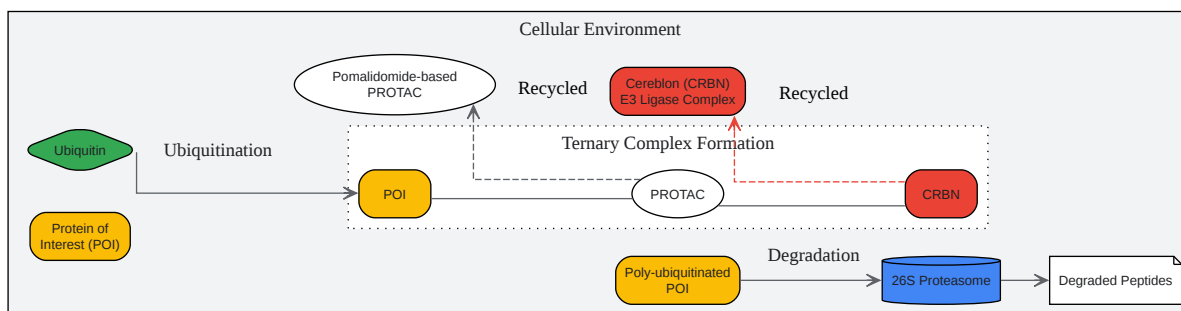 Cellular Environment
Pomalidomide-based
PROTAC
Recycled
Cereblon (CRBN)
E3 Ligase Complex
Recycled
Ubiquitin
Ubiquitination
Ternary Complex Formation
POI
PROTAC
CRBN
Protein of
Interest (POI)
Poly-ubiquitinated
POI
Degradation
26S Proteasome
Degraded Peptides